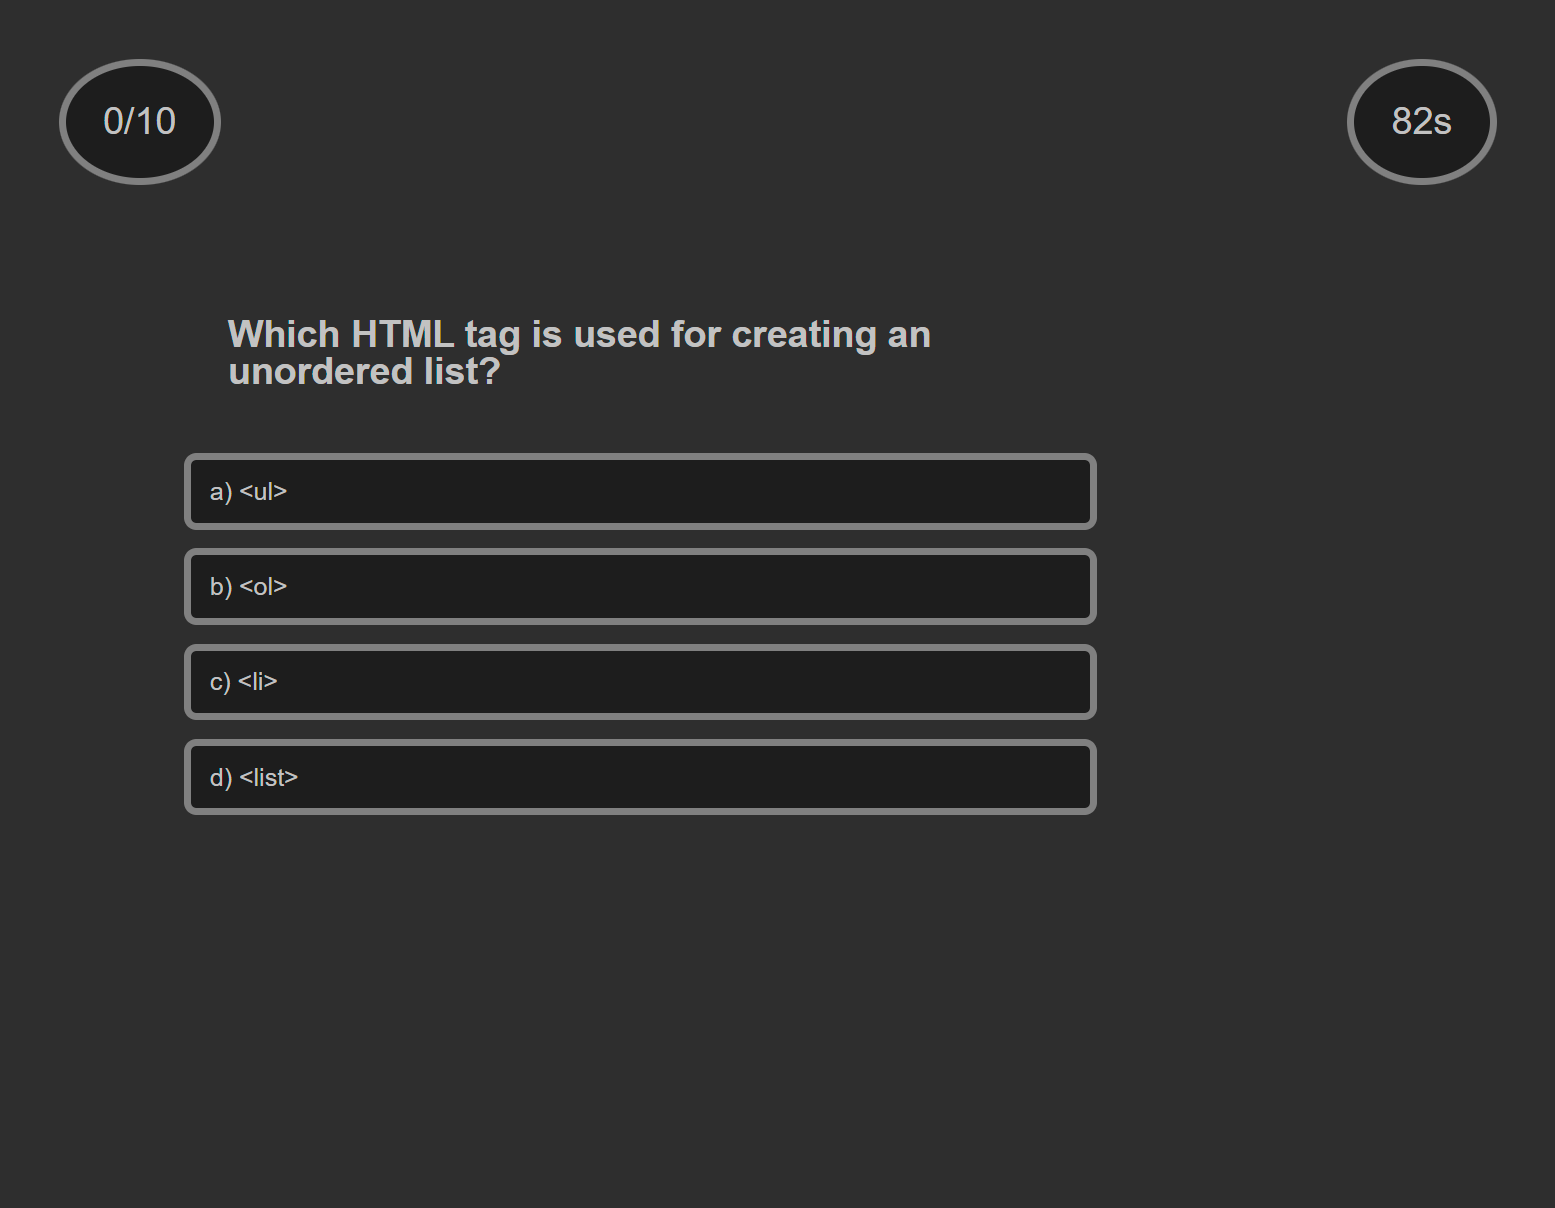 0/10
82s
Which HTML tag is used for creating an
unordered list?
a) <ul>
b) <ol>
c) <li>
d) <list>